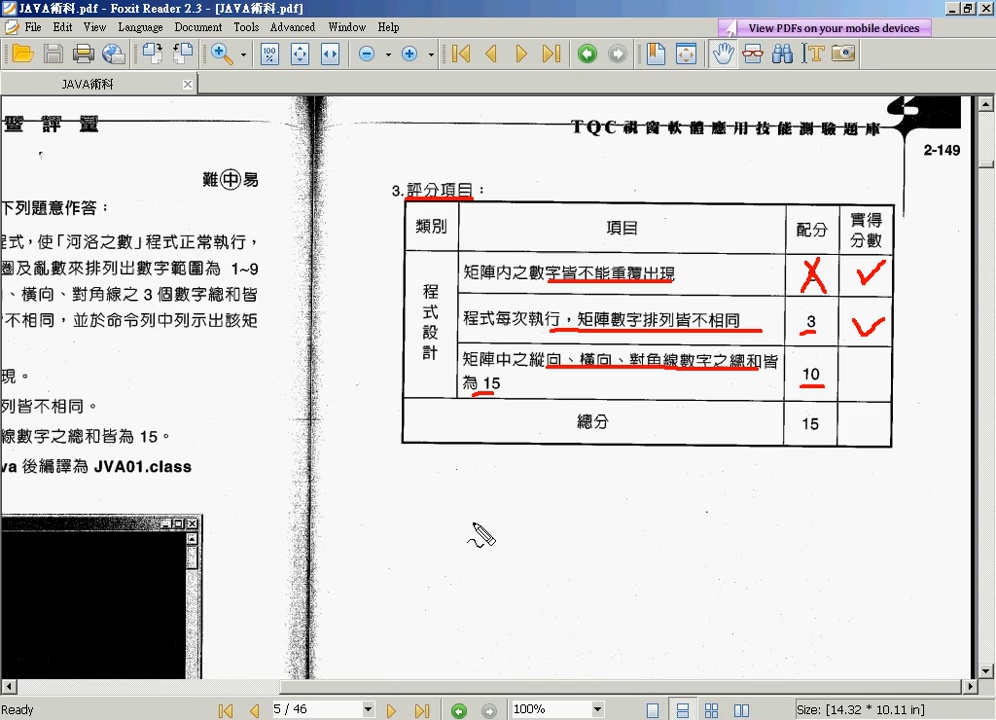 JAVA術科.pdf - Foxit Reader 2.3 - [JAVA術科.pdf]
File Edit View Language Document Tools Advanced Window Help
View PDFs on your mobile devices
JAVA術科
暨 評 量
TQC視窗軟體應用技能測驗題庫
2-149
難中易
下列題意作答：
程式，使「河洛之數」程式正常執行，
圈及亂數來排列出數字範圍為 1~9
、橫向、對角線之 3 個數字總和皆
不相同，並於命令列中列示出該矩
現。
列皆不相同。
線數字之總和皆為 15。
va 後編譯為 JVA01.class
3.評分項目：
類別 項目 配分 實得分數
程式設計
矩陣內之數字皆不能重覆出現
程式每次執行，矩陣數字排列皆不相同 3
矩陣中之縱向、橫向、對角線數字之總和皆
為 15 10
總分 15
Ready 5 / 46 100% Size: [14.32 * 10.11 in]